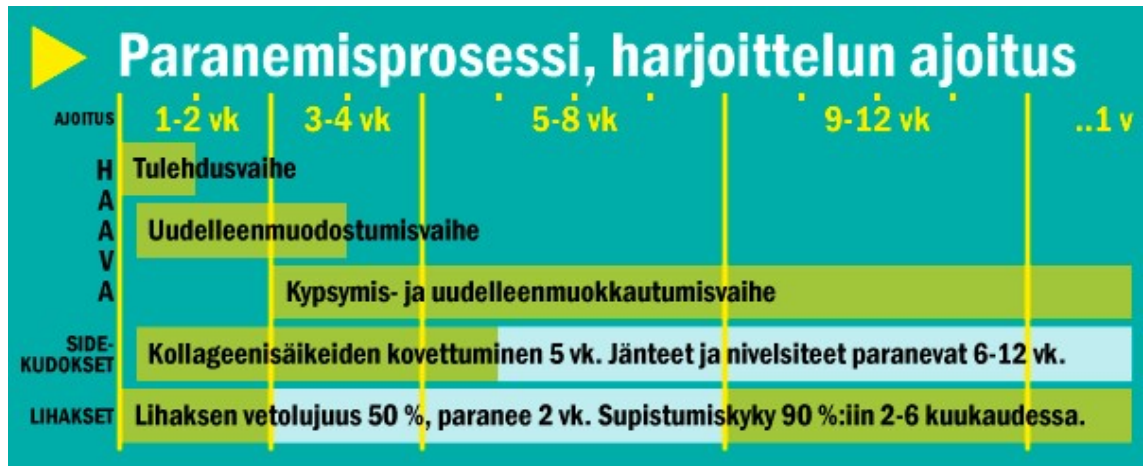 Paranemisprosessi, harjoittelun ajoitus
AJOITUS 1-2 vk 3-4 vk 5-8 vk 9-12 vk ..1 v
HAAVA
Tulehdusvaihe
Uudelleenmuodostumisvaihe
Kypsymis- ja uudelleenmuokkautumisvaihe
SIDE-
KUDOKSET
Kollageenisäikeiden kovettuminen 5 vk. Jänteet ja nivelsiteet paranevat 6-12 vk.
LIHAKSET
Lihaksen vetolujuus 50 %, paranee 2 vk. Supistumiskyky 90 %:iin 2-6 kuukaudessa.